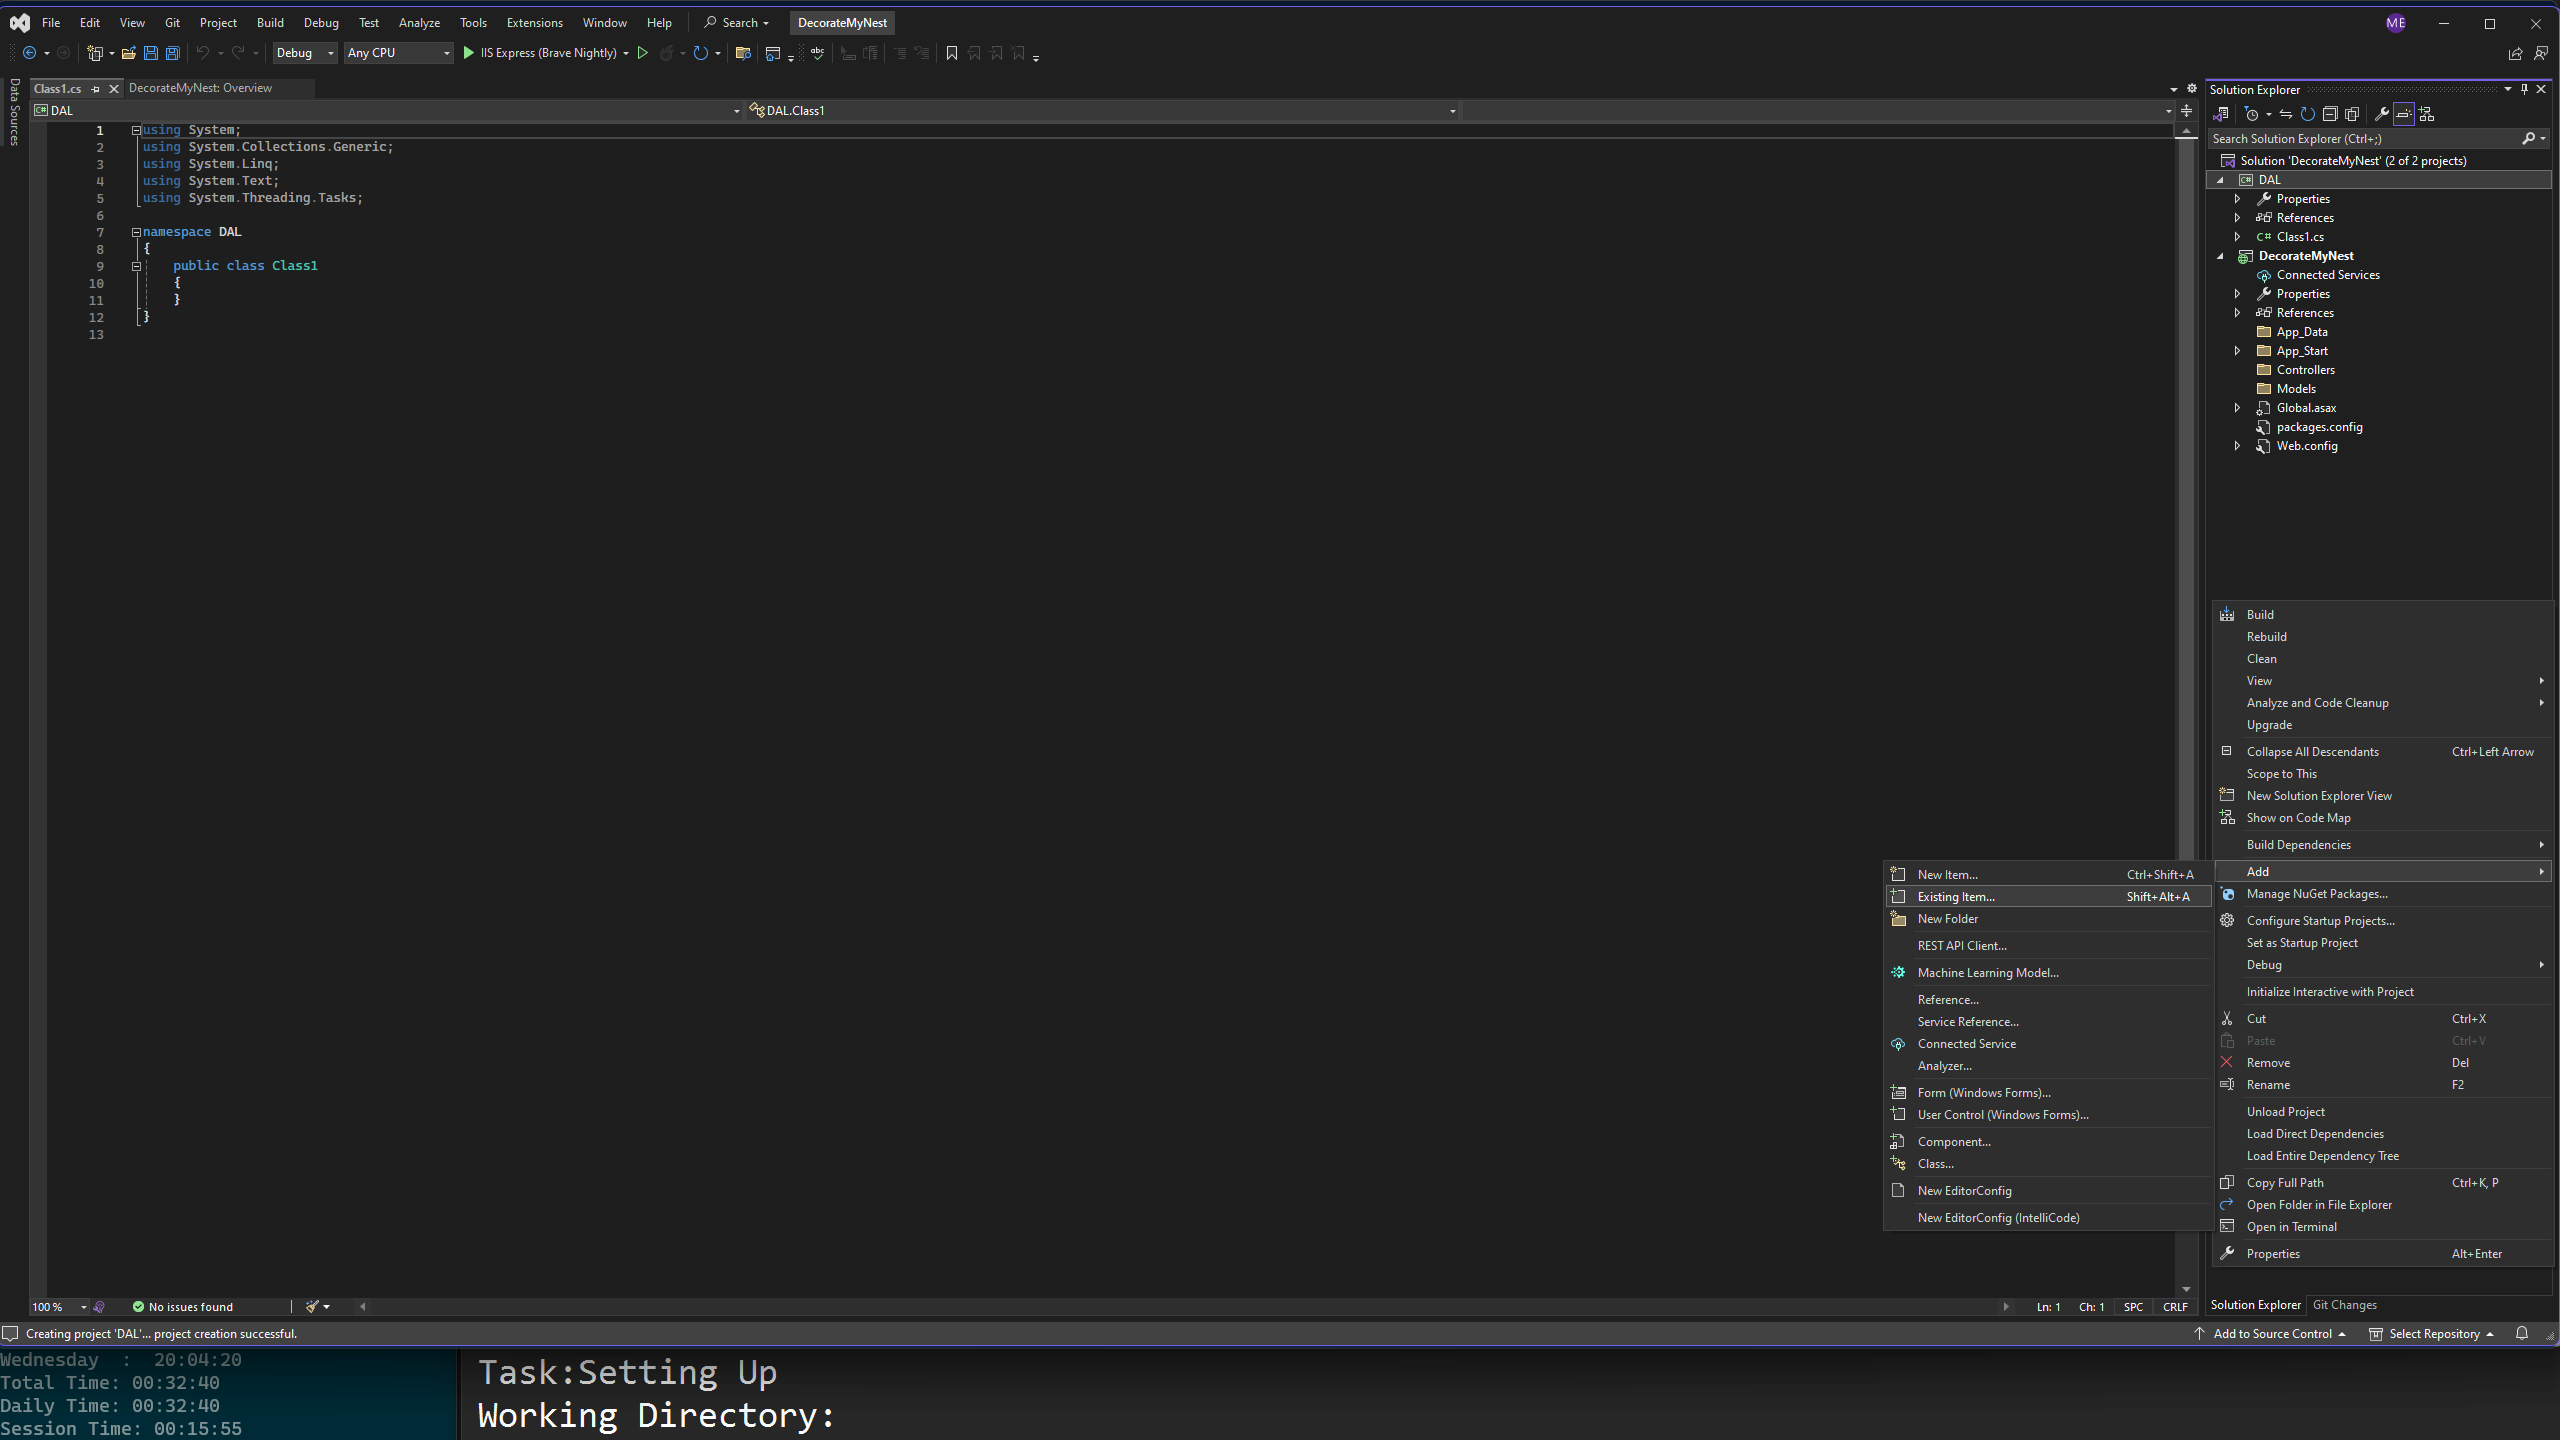 File Edit View Git Project Build Debug Test Analyze Tools Extensions Window Help Search DecorateMyNest ME
Debug Any CPU IIS Express (Brave Nightly) abc
Data Sources
Class1.cs DecorateMyNest: Overview
C# DAL DAL.Class1
1 using System;
2 using System.Collections.Generic;
3 using System.Linq;
4 using System.Text;
5 using System.Threading.Tasks;
6
7 namespace DAL
8 {
9 public class Class1
10 {
11 }
12 }
13
Solution Explorer
Search Solution Explorer (Ctrl+;)
Solution 'DecorateMyNest' (2 of 2 projects)
C# DAL
Properties
References
C# Class1.cs
DecorateMyNest
Connected Services
Properties
References
App_Data
App_Start
Controllers
Models
Global.asax
packages.config
Web.config
Build
Rebuild
Clean
View
Analyze and Code Cleanup
Upgrade
Collapse All Descendants Ctrl+Left Arrow
Scope to This
New Solution Explorer View
Show on Code Map
Build Dependencies
Add
Manage NuGet Packages...
Configure Startup Projects...
Set as Startup Project
Debug
Initialize Interactive with Project
Cut Ctrl+X
Paste Ctrl+V
Remove Del
Rename F2
Unload Project
Load Direct Dependencies
Load Entire Dependency Tree
Copy Full Path Ctrl+K, P
Open Folder in File Explorer
Open in Terminal
Properties Alt+Enter
New Item... Ctrl+Shift+A
Existing Item... Shift+Alt+A
New Folder
REST API Client...
Machine Learning Model...
Reference...
Service Reference...
Connected Service
Analyzer...
Form (Windows Forms)...
User Control (Windows Forms)...
Component...
Class...
New EditorConfig
New EditorConfig (IntelliCode)
100 % No issues found Ln: 1 Ch: 1 SPC CRLF
Solution Explorer Git Changes
Creating project 'DAL'... project creation successful. Add to Source Control Select Repository
Wednesday : 20:04:20
Total Time: 00:32:40
Daily Time: 00:32:40
Session Time: 00:15:55
Task:Setting Up
Working Directory: